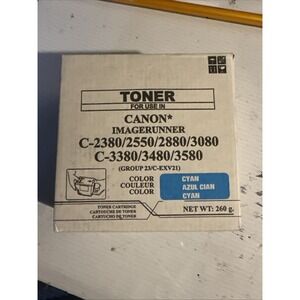 TONER
FOR USE IN
CANON*
IMAGERUNNER
C-2380/2550/2880/3080
C-3380/3480/3580
(GROUP 23/C-EXV21)
COLOR CYAN
COULEUR AZUL CIAN
COLOR CYAN
TONER CARTRIDGE
CARTOUCHE DE TONER
CARTUCHO DE TONER
NET WT: 260 g.